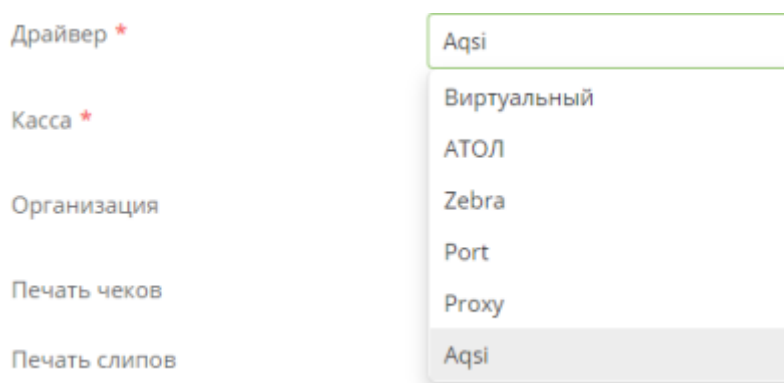 Драйвер *
Aqsi
Касса *
Организация
Печать чеков
Печать слипов
Виртуальный
АТОЛ
Zebra
Port
Proxy
Aqsi